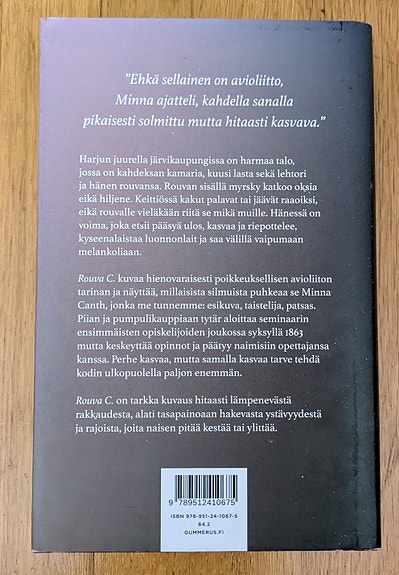 "Ehkä sellainen on avioliitto,
Minna ajatteli, kahdella sanalla
pikaisesti solmittu mutta hitaasti kasvava."
Harjun juurella järvikaupungissa on harmaa talo,
jossa on kahdeksan kamaria, kuusi lasta sekä lehtori
ja hänen rouvansa. Rouvan sisällä myrsky katkoo oksia
eikä hiljene. Keittiössä kakut palavat tai jäävät raaoiksi,
eikä rouvalle vieläkään riitä se mikä muille. Hänessä on
voima, joka etsii pääsyä ulos, kasvaa ja riepottelee,
kyseenalaistaa luonnonlait ja saa välillä vaipumaan
melankoliaan.
Rouva C. kuvaa hienovaraisesti poikkeuksellisen avioliiton
tarinan ja näyttää, millaisista silmuista puhkeaa se Minna
Canth, jonka me tunnemme: esikuva, taistelija, patsas.
Piian ja pumpulikauppiaan tytär aloittaa seminaarin
ensimmäisten opiskelijoiden joukossa syksyllä 1863
mutta keskeyttää opinnot ja päätyy naimisiin opettajansa
kanssa. Perhe kasvaa, mutta samalla kasvaa tarve tehdä
kodin ulkopuolella paljon enemmän.
Rouva C. on tarkka kuvaus hitaasti lämpenevästä
rakkaudesta, alati tasapainoaan hakevasta ystävyydestä
ja rajoista, joita naisen pitää kestää tai ylittää.
9 789512 410675
ISBN 978-951-24-1067-5
84.2
GUMMERUS.FI